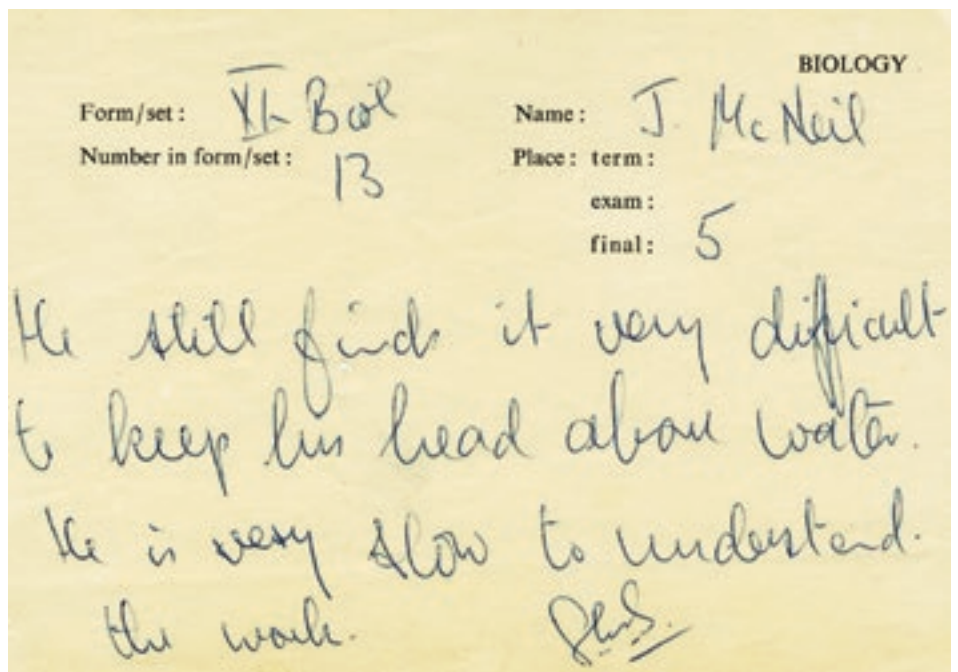 BIOLOGY
Form/set: Biol Name: J. McNeil
Number in form/set: 13 Place: term:
exam:
final: 5
He still finds it very difficult
to keep his head above water.
He is very slow to understand.
the work.